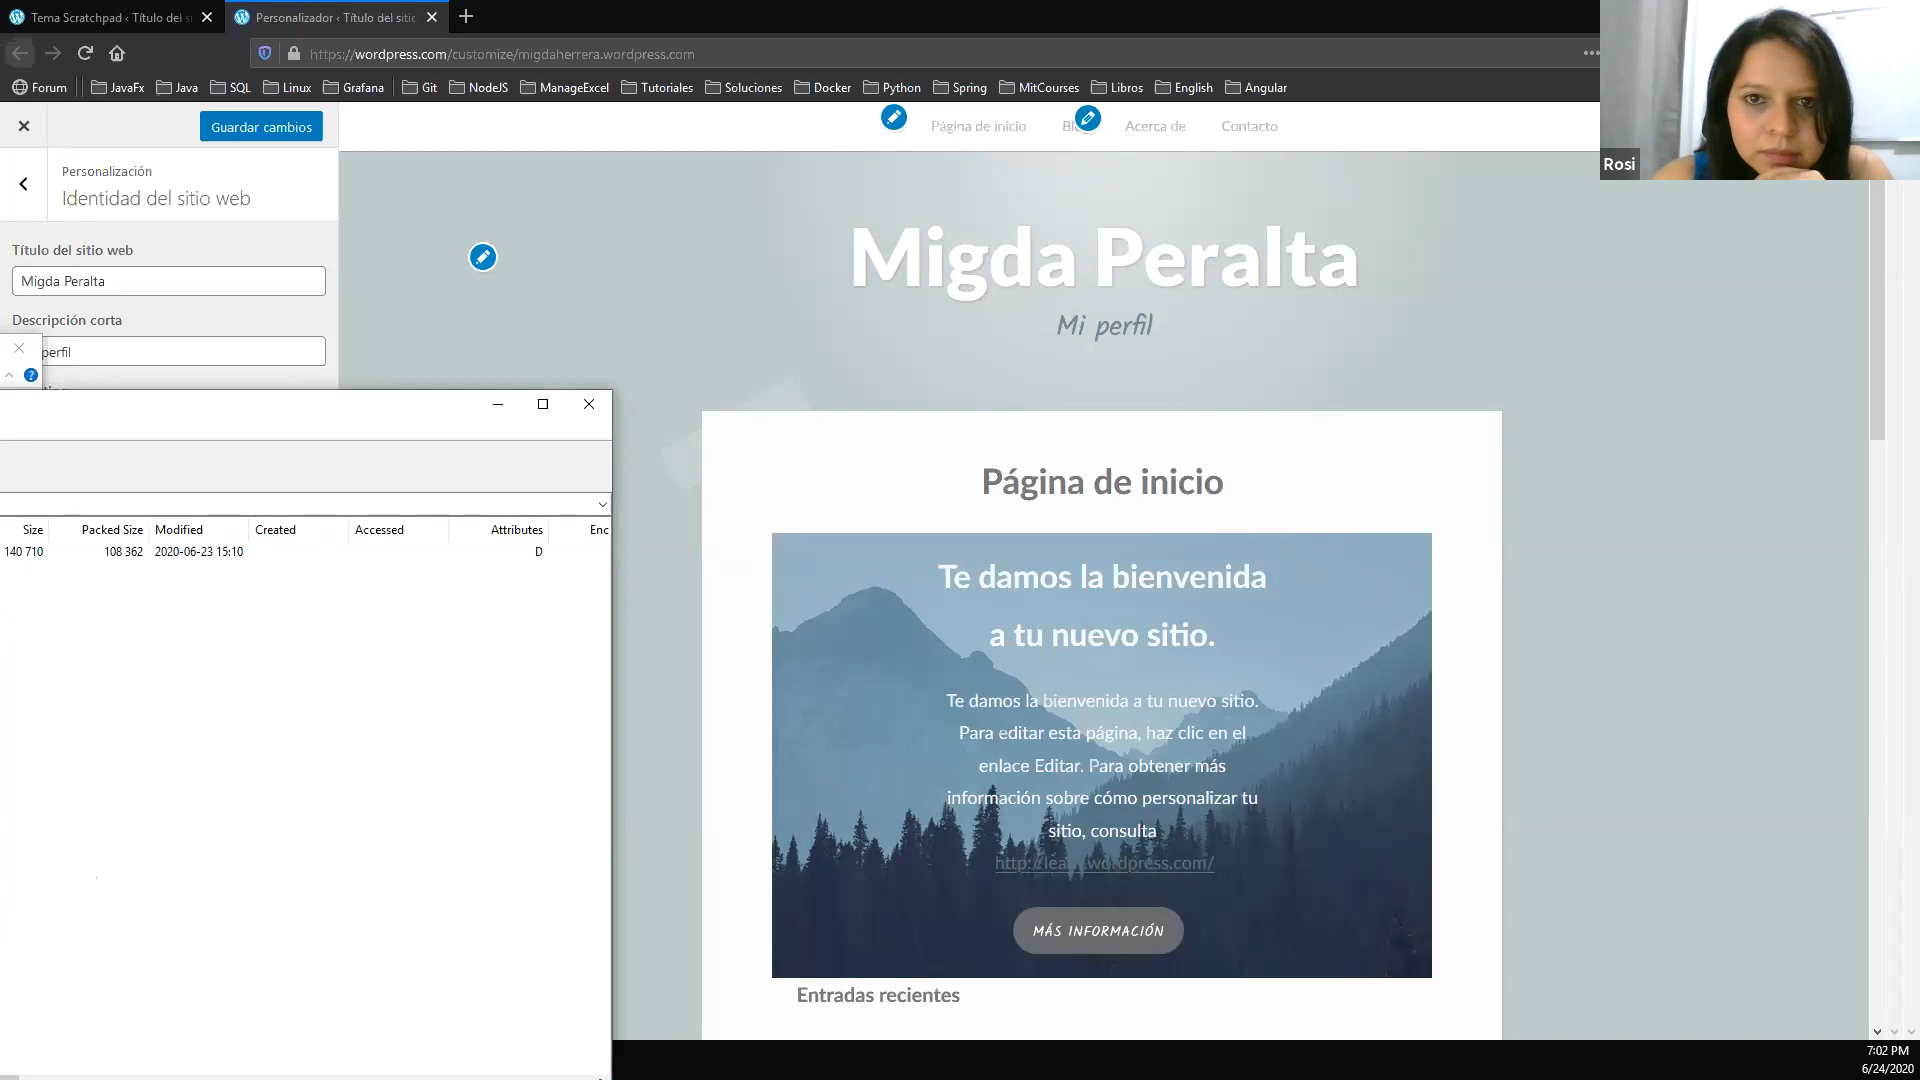 Tema Scratchpad ‹ Título del si
Personalizador ‹ Título del sitio
https://wordpress.com/customize/migdaherrera.wordpress.com
Forum
JavaFx
Java
SQL
Linux
Grafana
Git
NodeJS
ManageExcel
Tutoriales
Soluciones
Docker
Python
Spring
MitCourses
Libros
English
Angular
Guardar cambios
Personalización
Identidad del sitio web
Título del sitio web
Migda Peralta
Descripción corta
perfil
Size
Packed Size
Modified
Created
Accessed
Attributes
Enc
140 710
108 362
2020-06-23 15:10
D
Página de inicio
Acerca de
Contacto
Migda Peralta
Mi perfil
Página de inicio
Te damos la bienvenida
a tu nuevo sitio.
Te damos la bienvenida a tu nuevo sitio.
Para editar esta página, haz clic en el
enlace Editar. Para obtener más
información sobre cómo personalizar tu
sitio, consulta
http://learn.wordpress.com/
MÁS INFORMACIÓN
Entradas recientes
Rosi
7:02 PM
6/24/2020